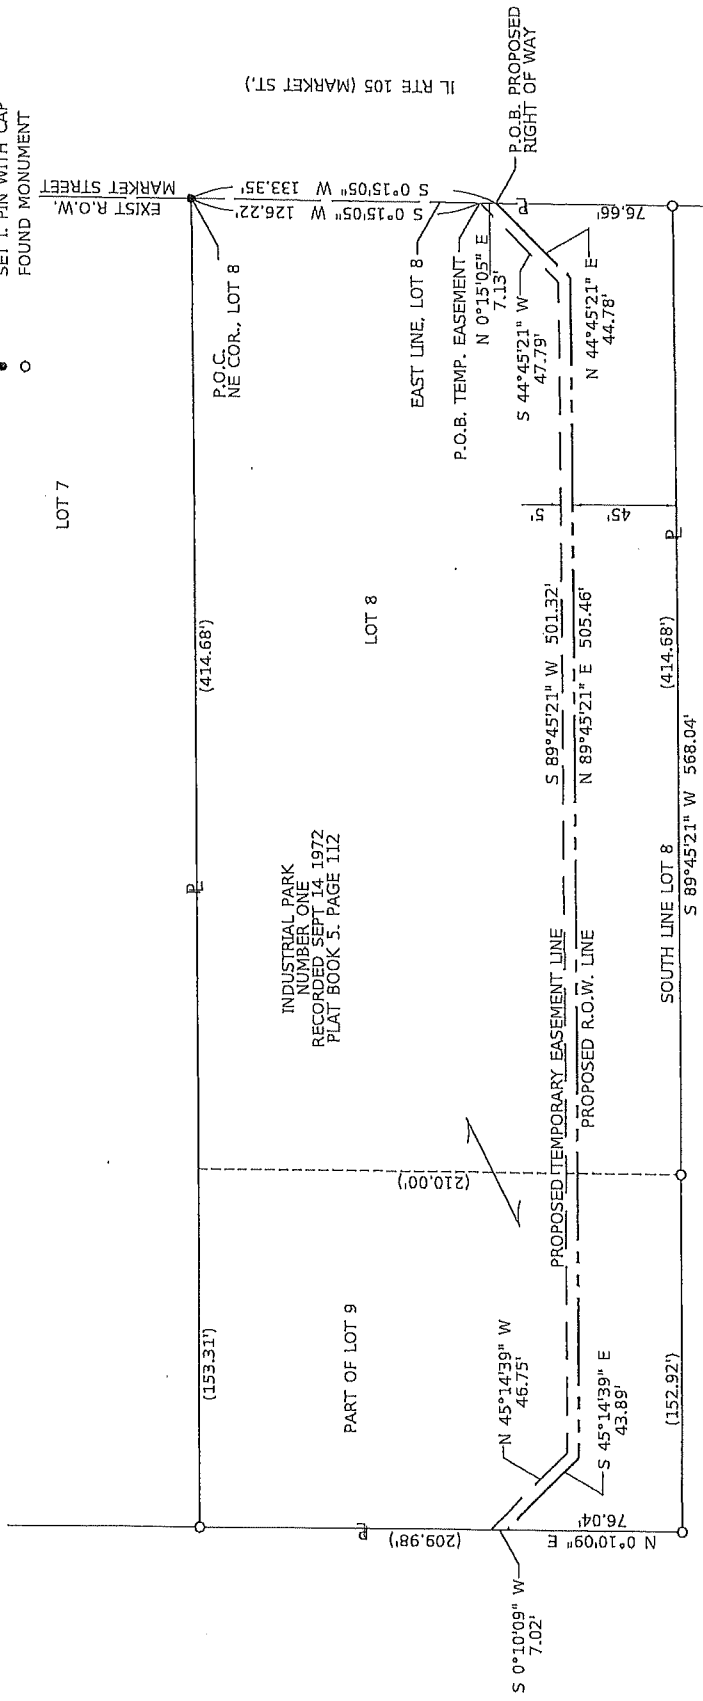 SET I. PIN WITH CAP
FOUND MONUMENT
LOT 7
IL RTE 105 (MARKET ST.)
EXIST R.O.W.
MARKET STREET
S 0°15'05" W 133.35'
S 0°15'05" W 126.22'
P.O.C.
NE COR., LOT 8
EAST LINE, LOT 8
P.O.B. TEMP. EASEMENT
N 0°15'05" E
7.13'
S 44°45'21" W
47.79'
P.O.B. PROPOSED
RIGHT OF WAY
N 44°45'21" E
44.78'
76.66'
(414.68')
LOT 8
PL
INDUSTRIAL PARK
NUMBER ONE
RECORDED SEPT 14 1972
PLAT BOOK 5. PAGE 112
5'
45'
S 89°45'21" W 501.32'
N 89°45'21" E 505.46'
PL
(414.68')
SOUTH LINE LOT 8
S 89°45'21" W 568.04'
PROPOSED TEMPORARY EASEMENT LINE
PROPOSED R.O.W. LINE
(210.00')
(153.31')
PART OF LOT 9
N 45°14'39" W
46.75'
S 45°14'39" E
43.89'
(152.92')
PL
(209.98')
N 0°10'09" E
76.04'
S 0°10'09" W
7.02'
PL